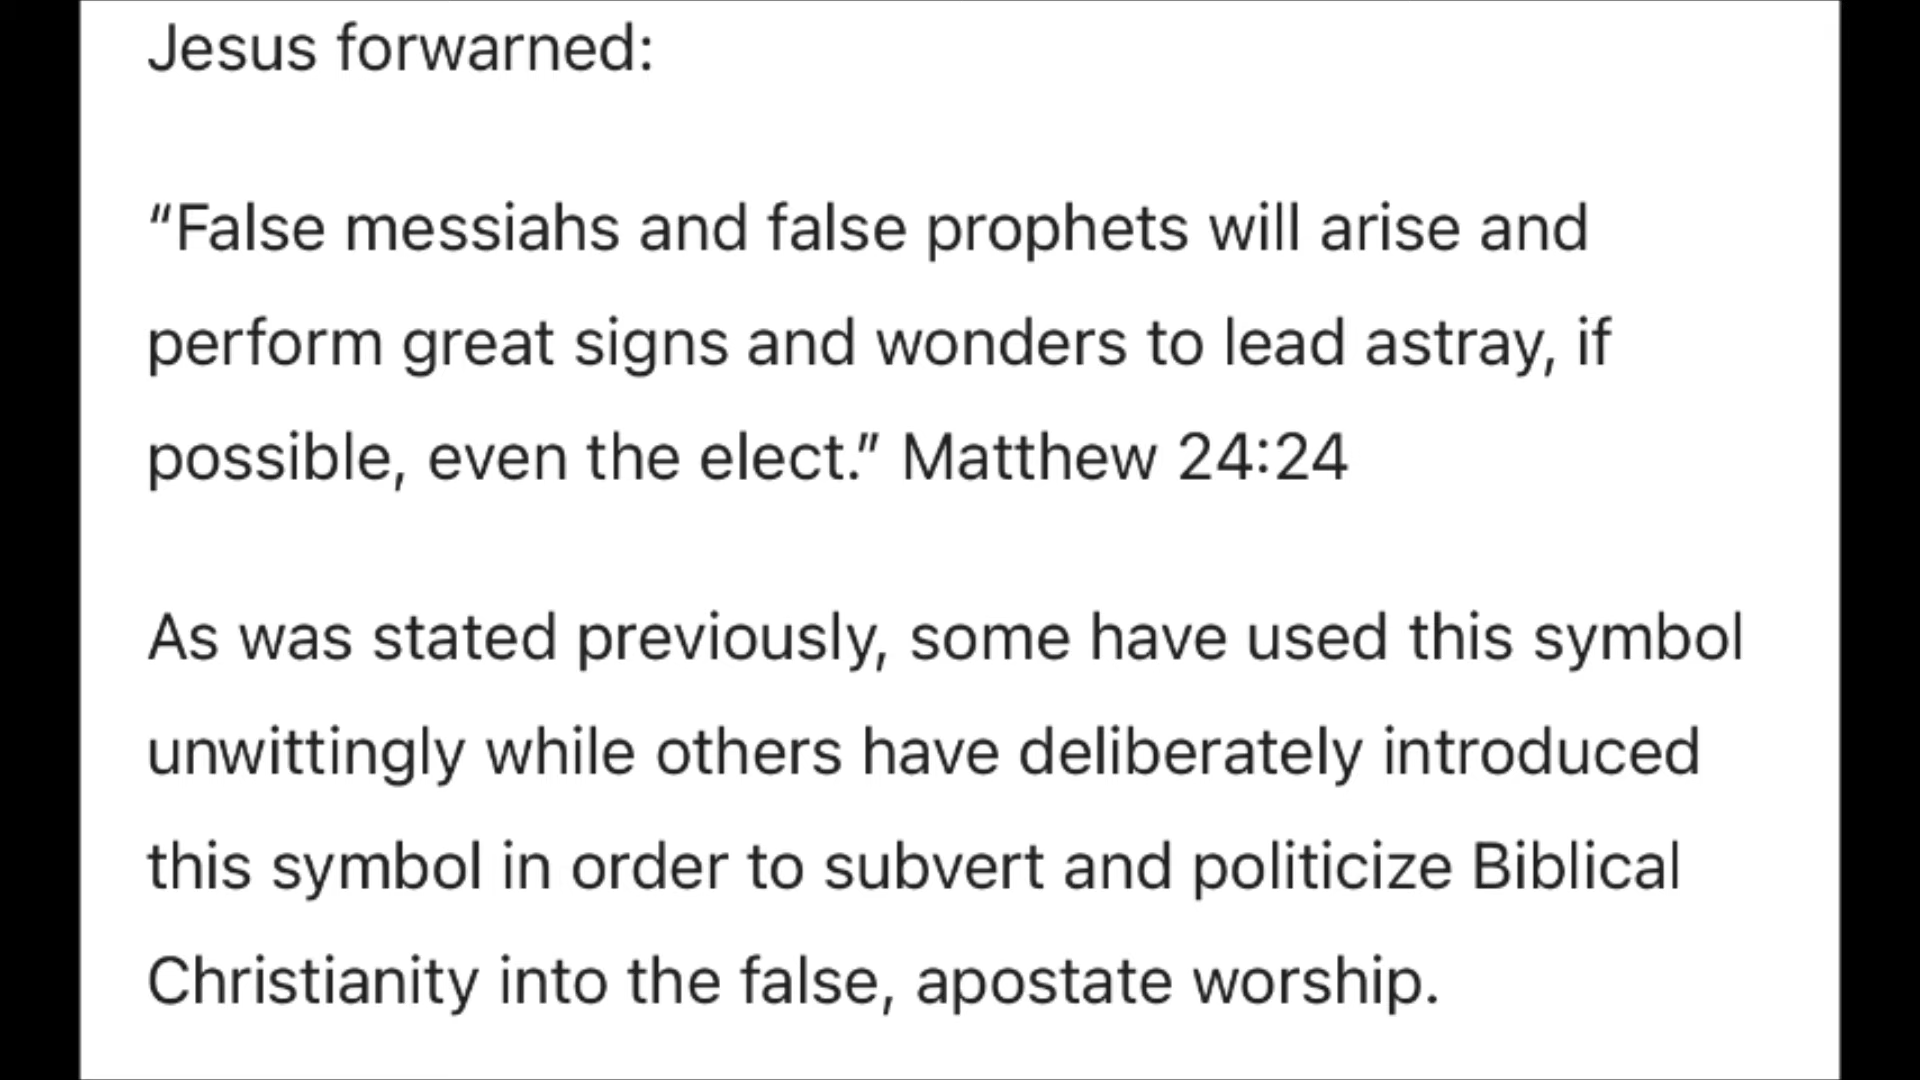 Jesus forwarned:
“False messiahs and false prophets will arise and
perform great signs and wonders to lead astray, if
possible, even the elect.” Matthew 24:24
As was stated previously, some have used this symbol
unwittingly while others have deliberately introduced
this symbol in order to subvert and politicize Biblical
Christianity into the false, apostate worship.